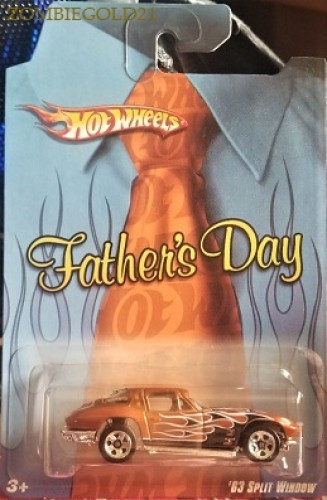 ZOMBIEGOLD21
HOT WHEELS
Father's Day
3+
'63 SPLIT WINDOW